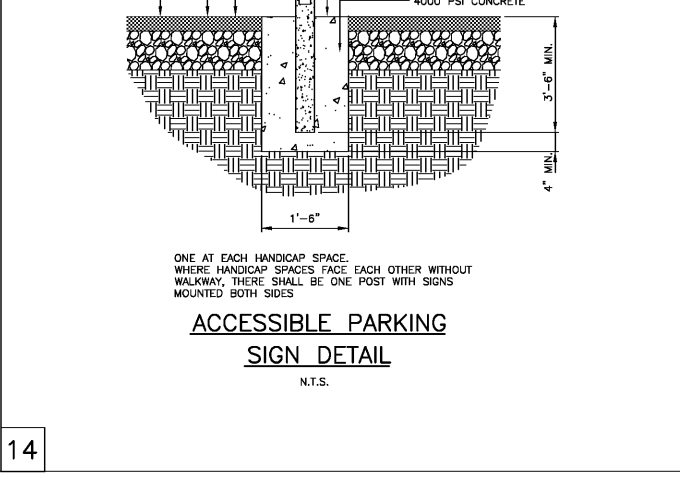 4000 PSI CONCRETE
3'-6" MIN.
4" MIN.
1'-6"
ONE AT EACH HANDICAP SPACE.
WHERE HANDICAP SPACES FACE EACH OTHER WITHOUT
WALKWAY, THERE SHALL BE ONE POST WITH SIGNS
MOUNTED BOTH SIDES
ACCESSIBLE PARKING
SIGN DETAIL
N.T.S.
14